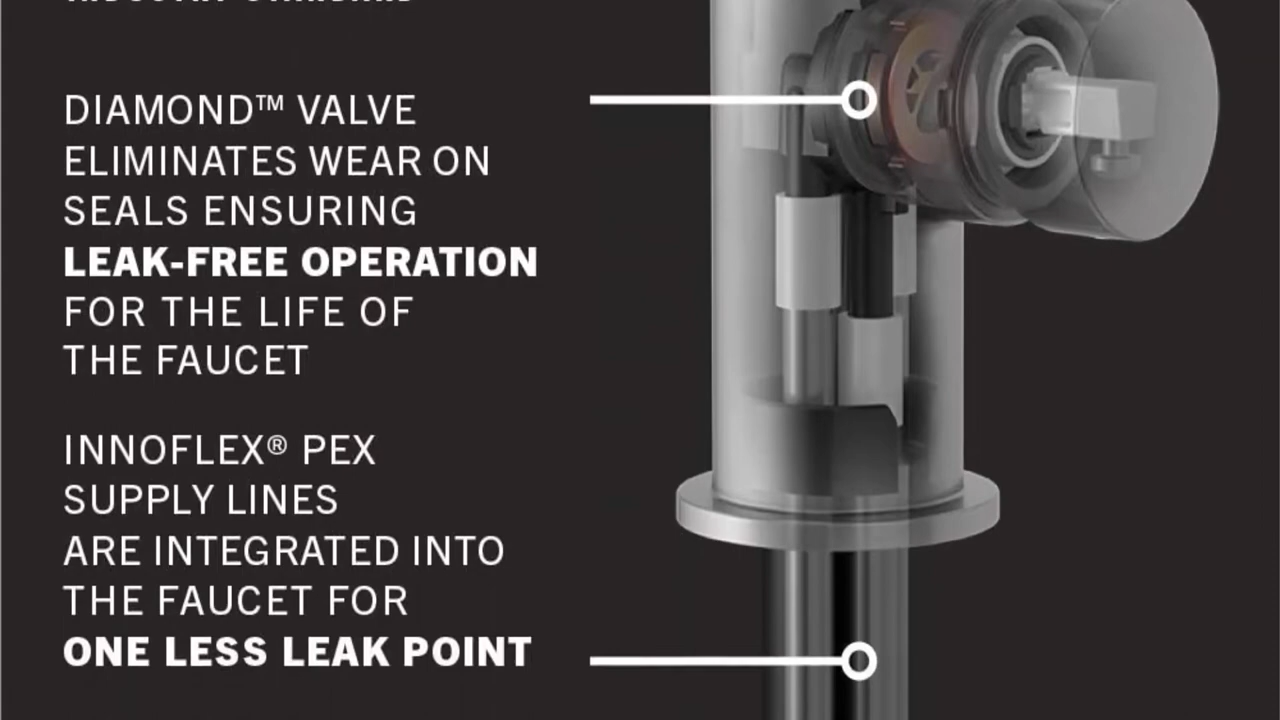 DIAMOND™ VALVE
ELIMINATES WEAR ON
SEALS ENSURING
LEAK-FREE OPERATION
FOR THE LIFE OF
THE FAUCET
INNOFLEX® PEX
SUPPLY LINES
ARE INTEGRATED INTO
THE FAUCET FOR
ONE LESS LEAK POINT